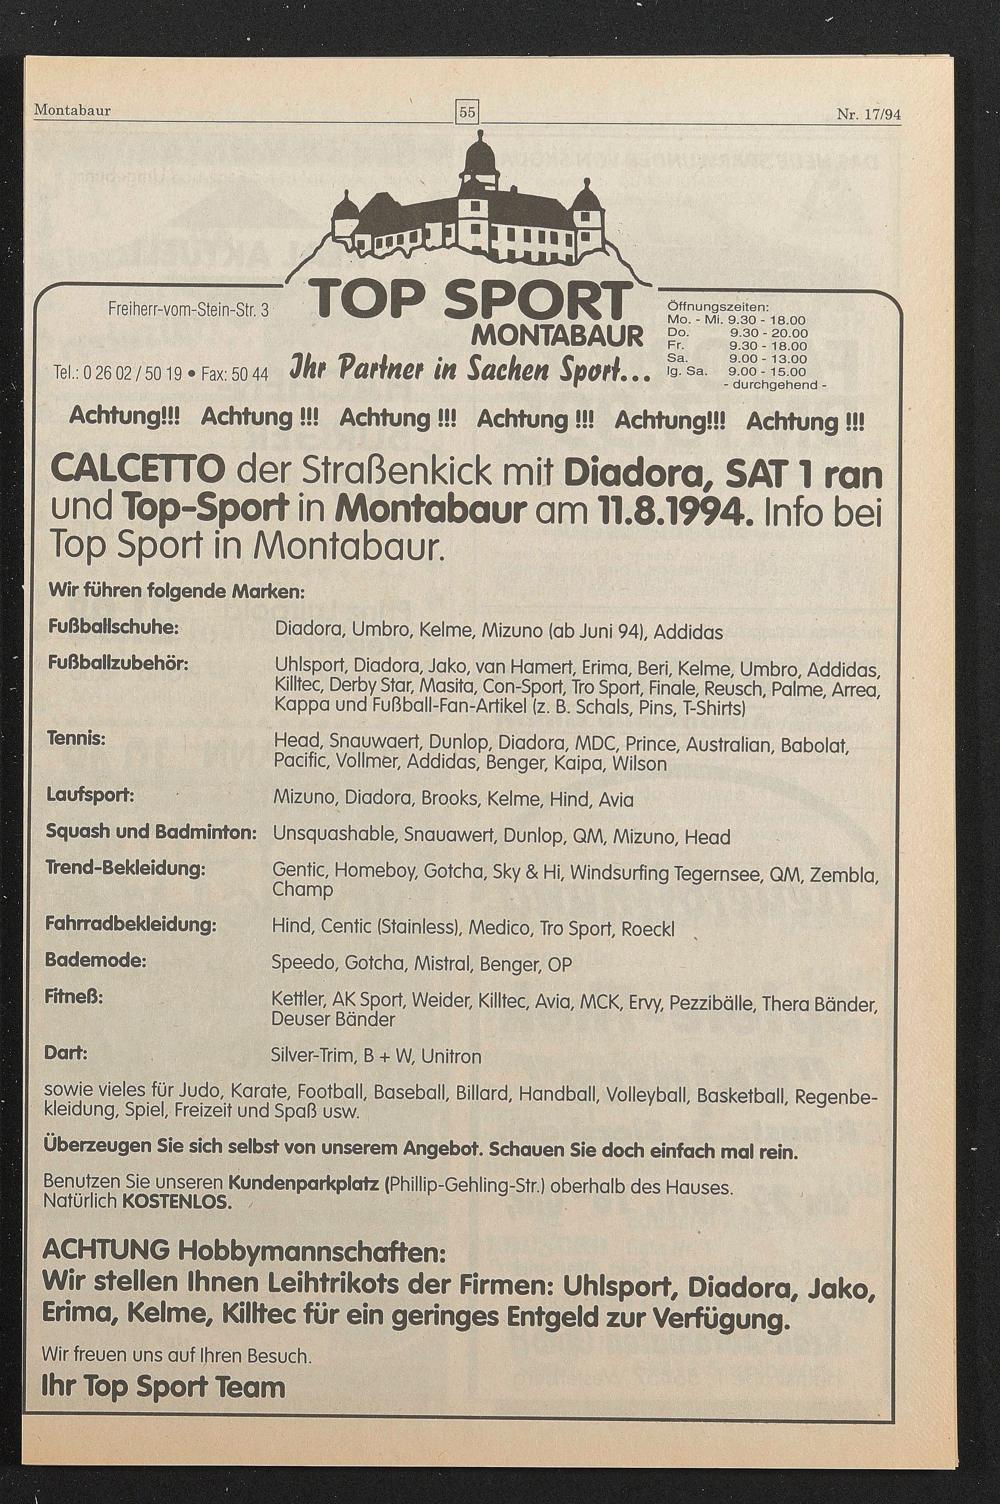 Montabaur
55
Nr. 17/94
Freiherr-vom-Stein-Str. 3
TOP SPORT
MONTABAUR
Tel.: 0 26 02 / 50 19 • Fax: 50 44
Ihr Partner in Sachen Sport...
Öffnungszeiten:
Mo. - Mi. 9.30 - 18.00
Do. 9.30 - 20.00
Fr. 9.30 - 18.00
Sa. 9.00 - 13.00
lg. Sa. 9.00 - 15.00
- durchgehend -
Achtung!!! Achtung !!! Achtung !!! Achtung !!! Achtung!!! Achtung !!!
CALCETTO der Straßenkick mit Diadora, SAT 1 ran
und Top-Sport in Montabaur am 11.8.1994. Info bei
Top Sport in Montabaur.
Wir führen folgende Marken:
Fußballschuhe: Diadora, Umbro, Kelme, Mizuno (ab Juni 94), Addidas
Fußballzubehör: Uhlsport, Diadora, Jako, van Hamert, Erima, Beri, Kelme, Umbro, Addidas,
Killtec, Derby Star, Masita, Con-Sport, Tro Sport, Finale, Reusch, Palme, Arrea,
Kappa und Fußball-Fan-Artikel (z. B. Schals, Pins, T-Shirts)
Tennis: Head, Snauwaert, Dunlop, Diadora, MDC, Prince, Australian, Babolat,
Pacific, Vollmer, Addidas, Benger, Kaipa, Wilson
Laufsport: Mizuno, Diadora, Brooks, Kelme, Hind, Avia
Squash und Badminton: Unsquashable, Snauawert, Dunlop, QM, Mizuno, Head
Trend-Bekleidung: Gentic, Homeboy, Gotcha, Sky & Hi, Windsurfing Tegernsee, QM, Zembla,
Champ
Fahrradbekleidung: Hind, Centic (Stainless), Medico, Tro Sport, Roeckl
Bademode: Speedo, Gotcha, Mistral, Benger, OP
Fitneß: Kettler, AK Sport, Weider, Killtec, Avia, MCK, Ervy, Pezzibälle, Thera Bänder,
Deuser Bänder
Dart: Silver-Trim, B + W, Unitron
sowie vieles für Judo, Karate, Football, Baseball, Billard, Handball, Volleyball, Basketball, Regenbe-
kleidung, Spiel, Freizeit und Spaß usw.
Überzeugen Sie sich selbst von unserem Angebot. Schauen Sie doch einfach mal rein.
Benutzen Sie unseren Kundenparkplatz (Phillip-Gehling-Str.) oberhalb des Hauses.
Natürlich KOSTENLOS.
ACHTUNG Hobbymannschaften:
Wir stellen Ihnen Leihtrikots der Firmen: Uhlsport, Diadora, Jako,
Erima, Kelme, Killtec für ein geringes Entgeld zur Verfügung.
Wir freuen uns auf Ihren Besuch.
Ihr Top Sport Team